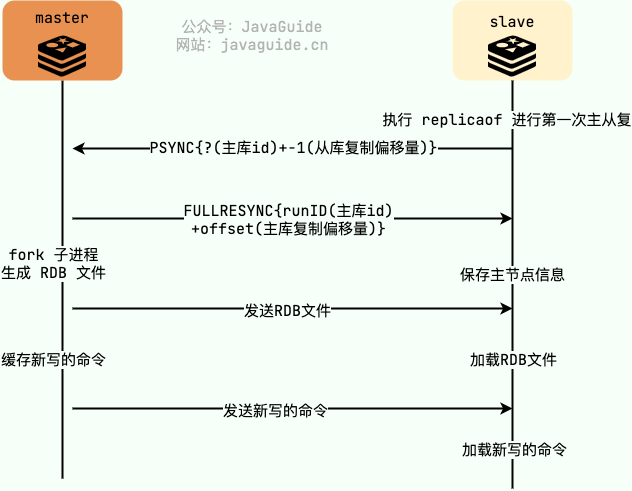 master
公众号：JavaGuide
网站：javaguide.cn
slave
执行 replicaof 进行第一次主从复
PSYNC{?(主库id)+-1(从库复制偏移量)}
FULLRESYNC{runID(主库id)
+offset(主库复制偏移量)}
fork 子进程
生成 RDB 文件
保存主节点信息
发送RDB文件
缓存新写的命令
加载RDB文件
发送新写的命令
加载新写的命令